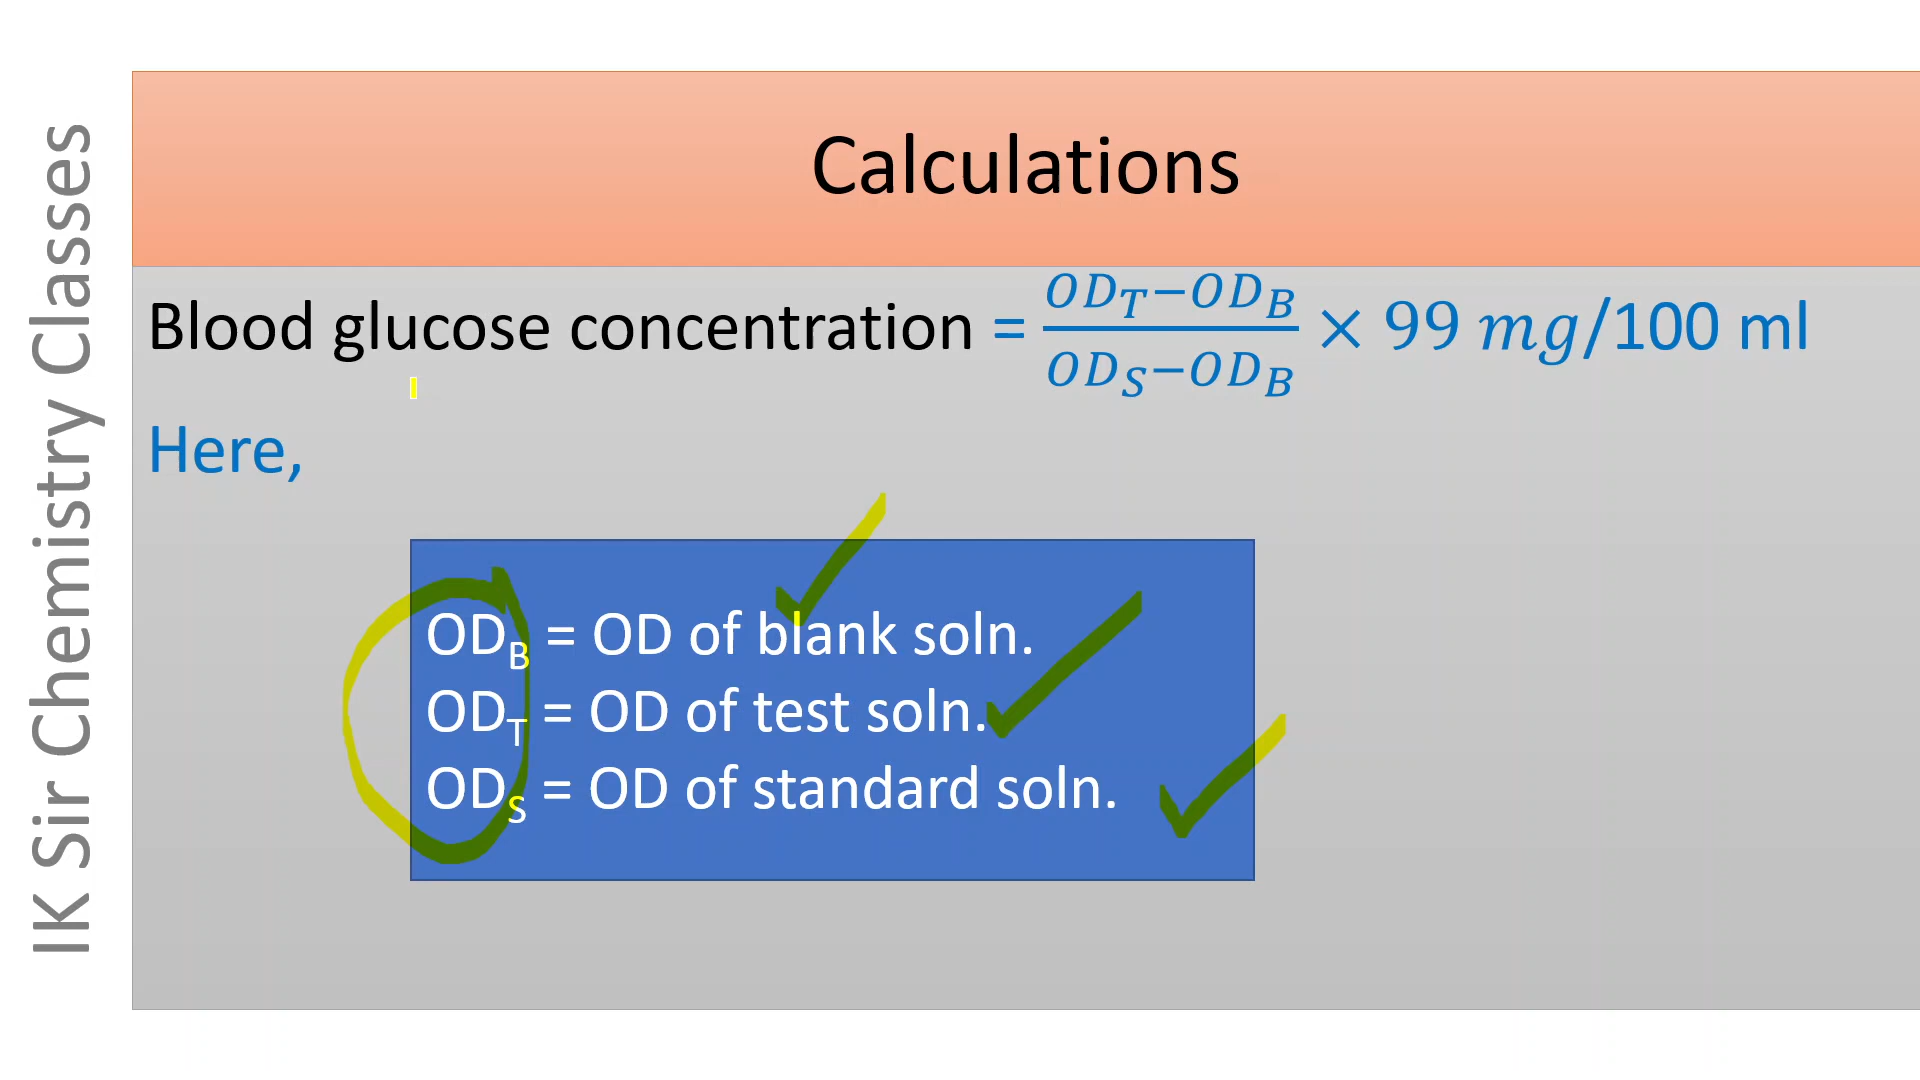 IK Sir Chemistry Classes
Calculations
Blood glucose concentration = \frac{OD_T−OD_B}{OD_S−OD_B} × 99 mg/100 ml
Here,
OD_B = OD of blank soln.
OD_T = OD of test soln.
OD_S = OD of standard soln.